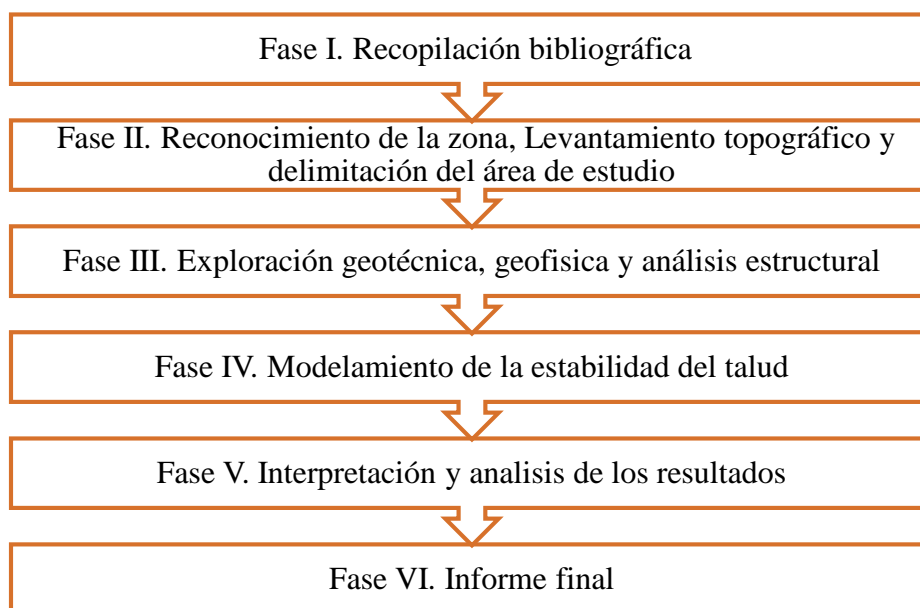 Fase I. Recopilación bibliográfica
Fase II. Reconocimiento de la zona, Levantamiento topográfico y
delimitación del área de estudio
Fase III. Exploración geotécnica, geofisica y análisis estructural
Fase IV. Modelamiento de la estabilidad del talud
Fase V. Interpretación y analisis de los resultados
Fase VI. Informe final